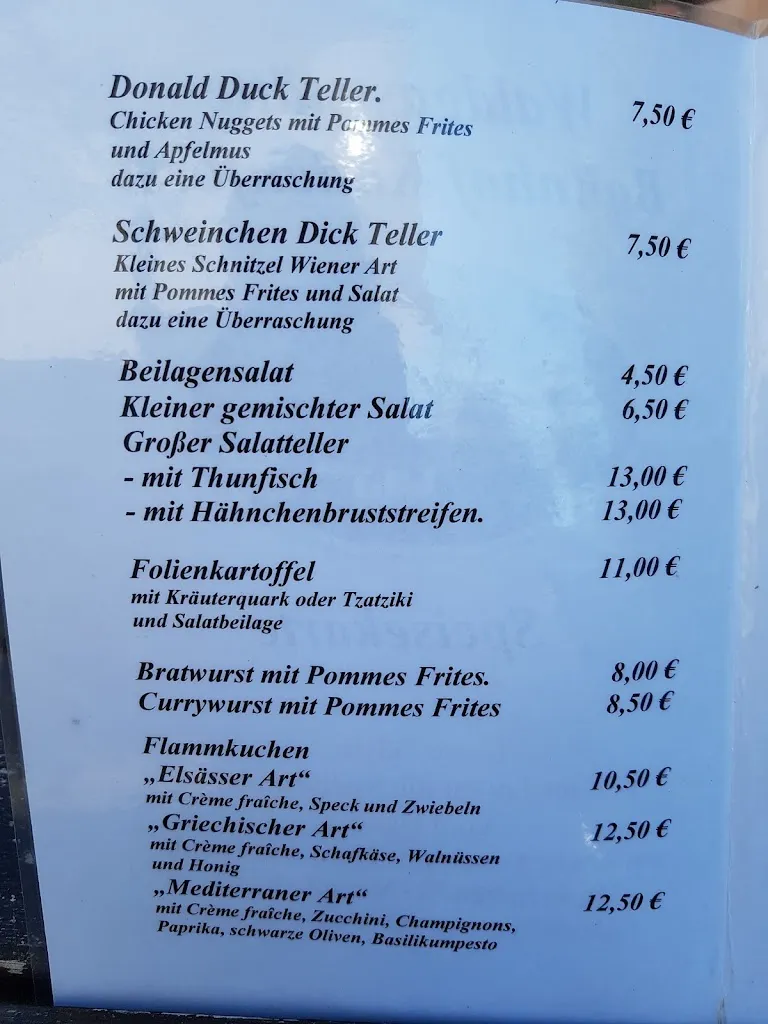 Donald Duck Teller. 7,50 €
Chicken Nuggets mit Pommes Frites
und Apfelmus
dazu eine Überraschung
Schweinchen Dick Teller 7,50 €
Kleines Schnitzel Wiener Art
mit Pommes Frites und Salat
dazu eine Überraschung
Beilagensalat 4,50 €
Kleiner gemischter Salat 6,50 €
Großer Salatteller
- mit Thunfisch 13,00 €
- mit Hähnchenbruststreifen. 13,00 €
Folienkartoffel 11,00 €
mit Kräuterquark oder Tzatziki
und Salatbeilage
Bratwurst mit Pommes Frites. 8,00 €
Currywurst mit Pommes Frites 8,50 €
Flammkuchen
„Elsässer Art“ 10,50 €
mit Crème fraîche, Speck und Zwiebeln
„Griechischer Art“ 12,50 €
mit Crème fraîche, Schafkäse, Walnüssen
und Honig
„Mediterraner Art“ 12,50 €
mit Crème fraîche, Zucchini, Champignons,
Paprika, schwarze Oliven, Basilikumpesto